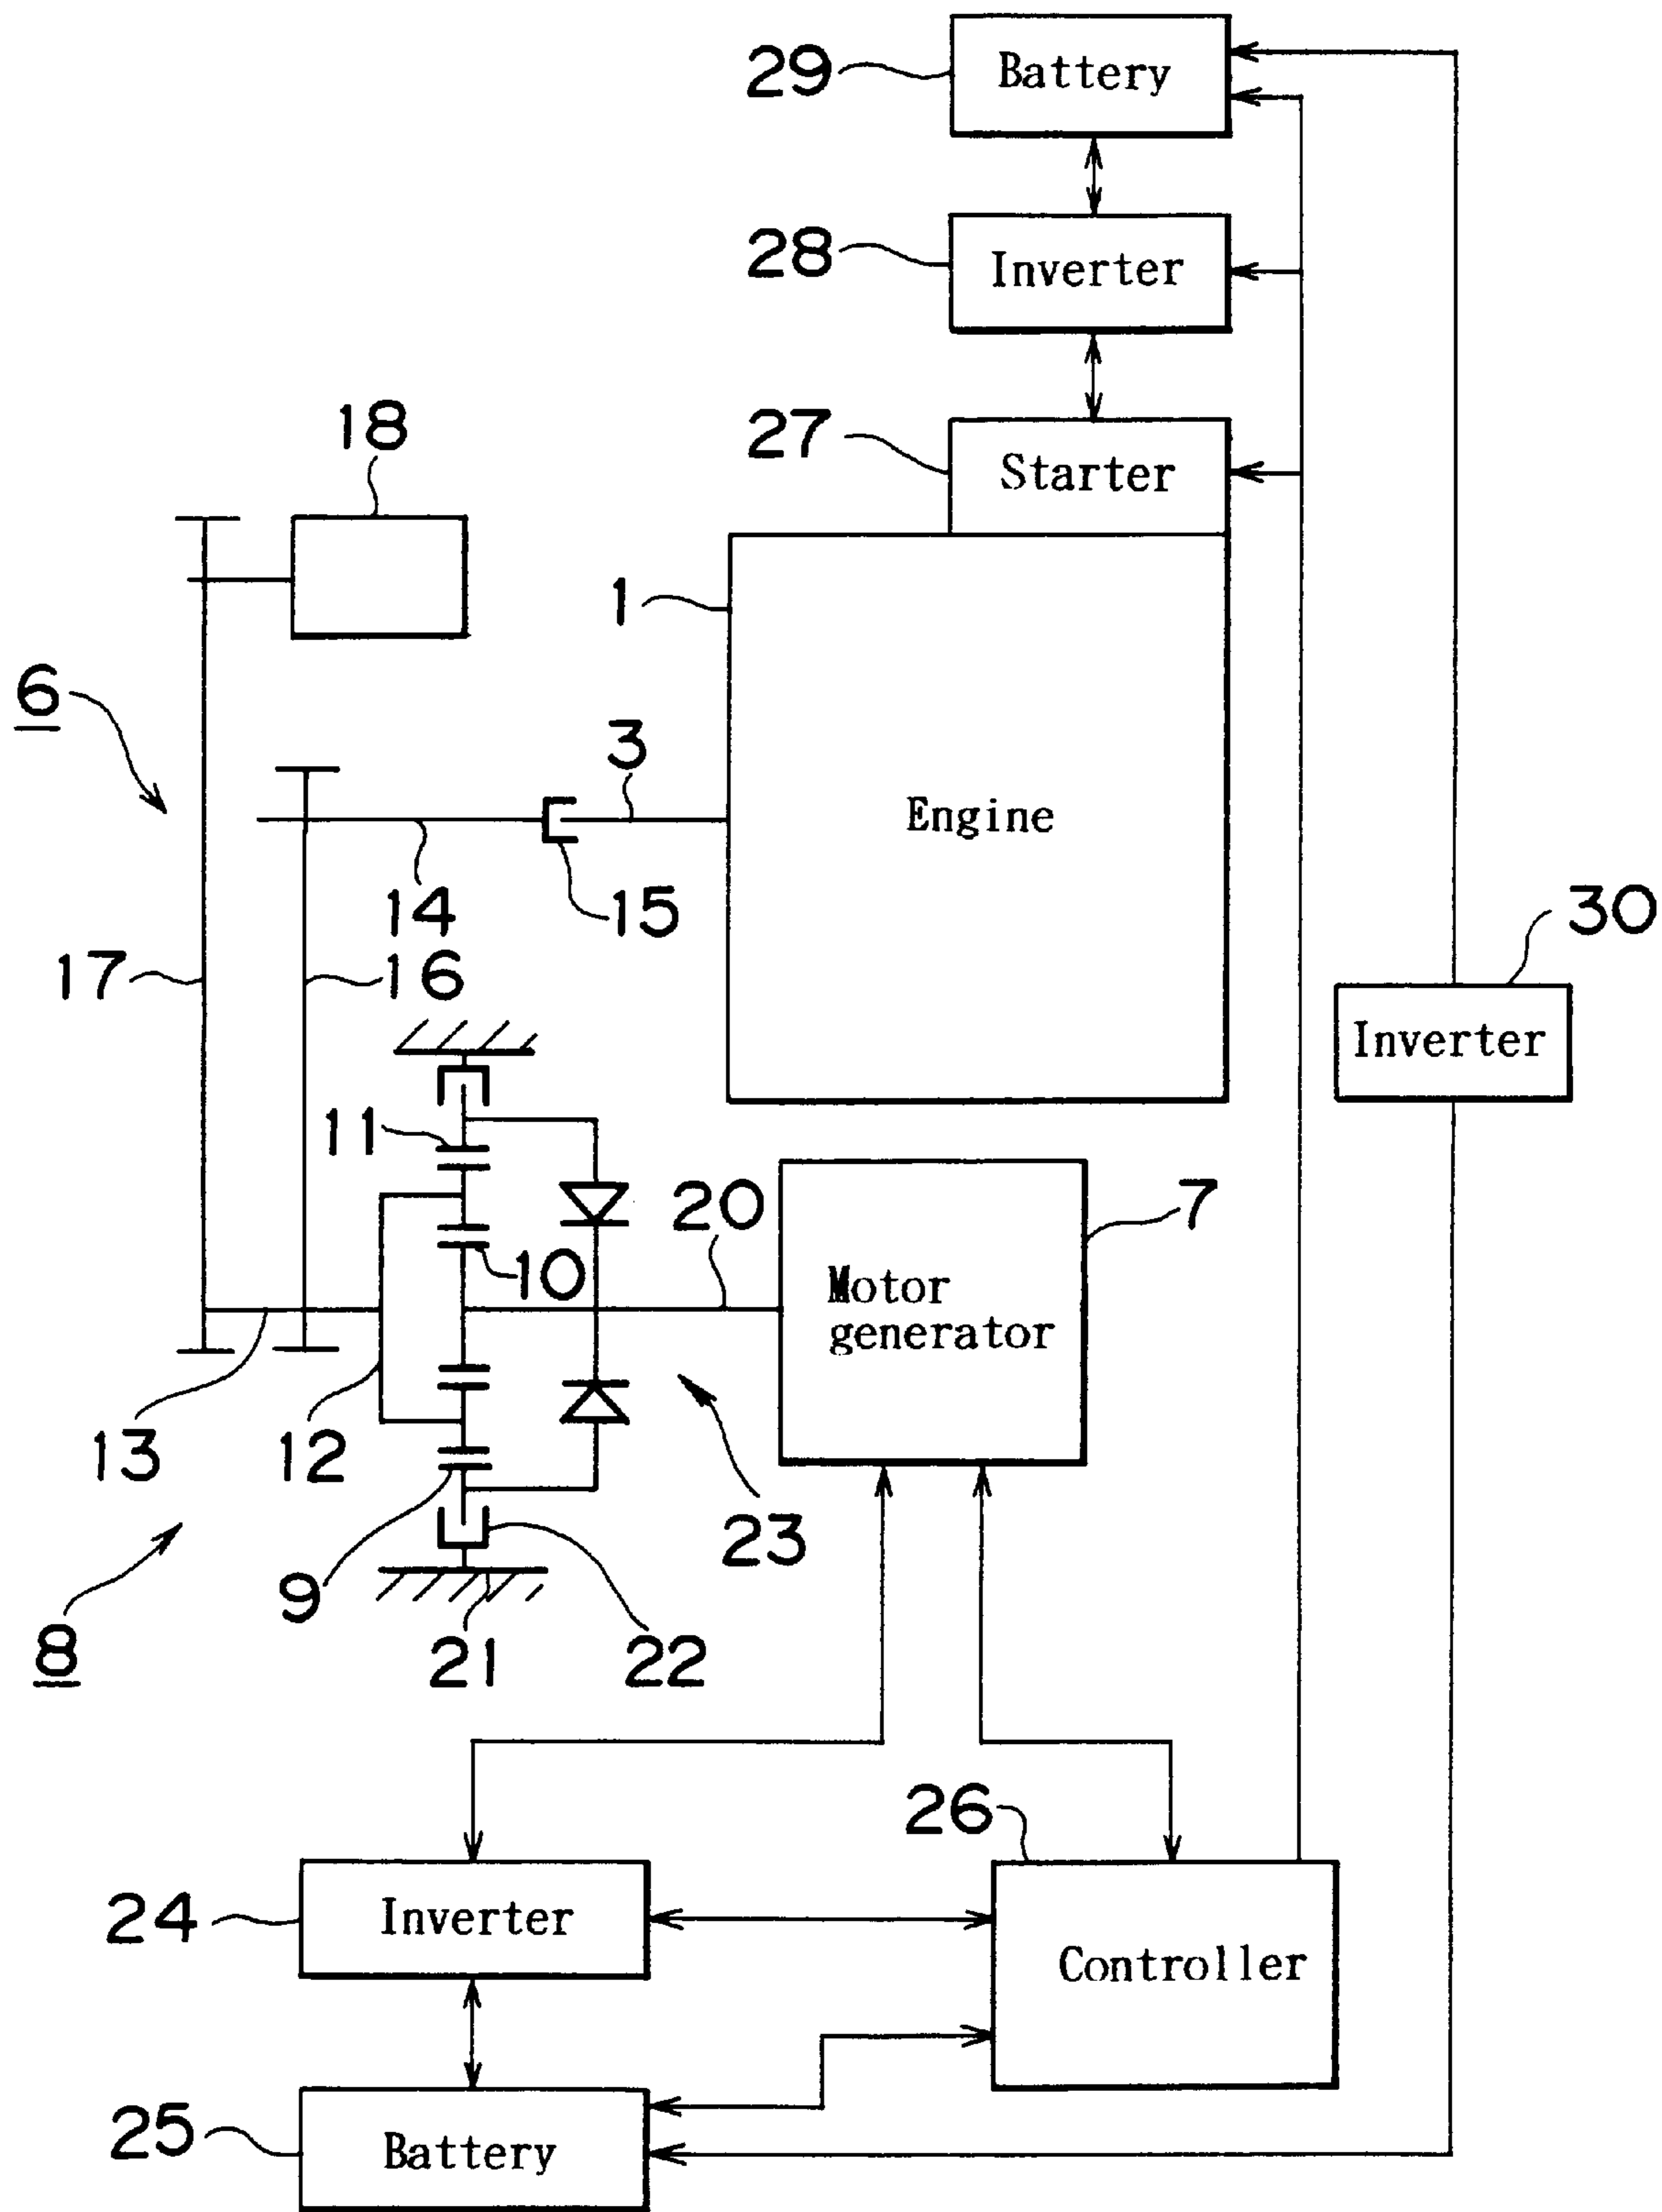 29
Battery
28
Inverter
18
27
Starter
1
6
3
Engine
14
15
30
17
16
Inverter
11
20
7
10
Motor
generator
13
12
23
9
8
21
22
26
24
Inverter
Controller
25
Battery